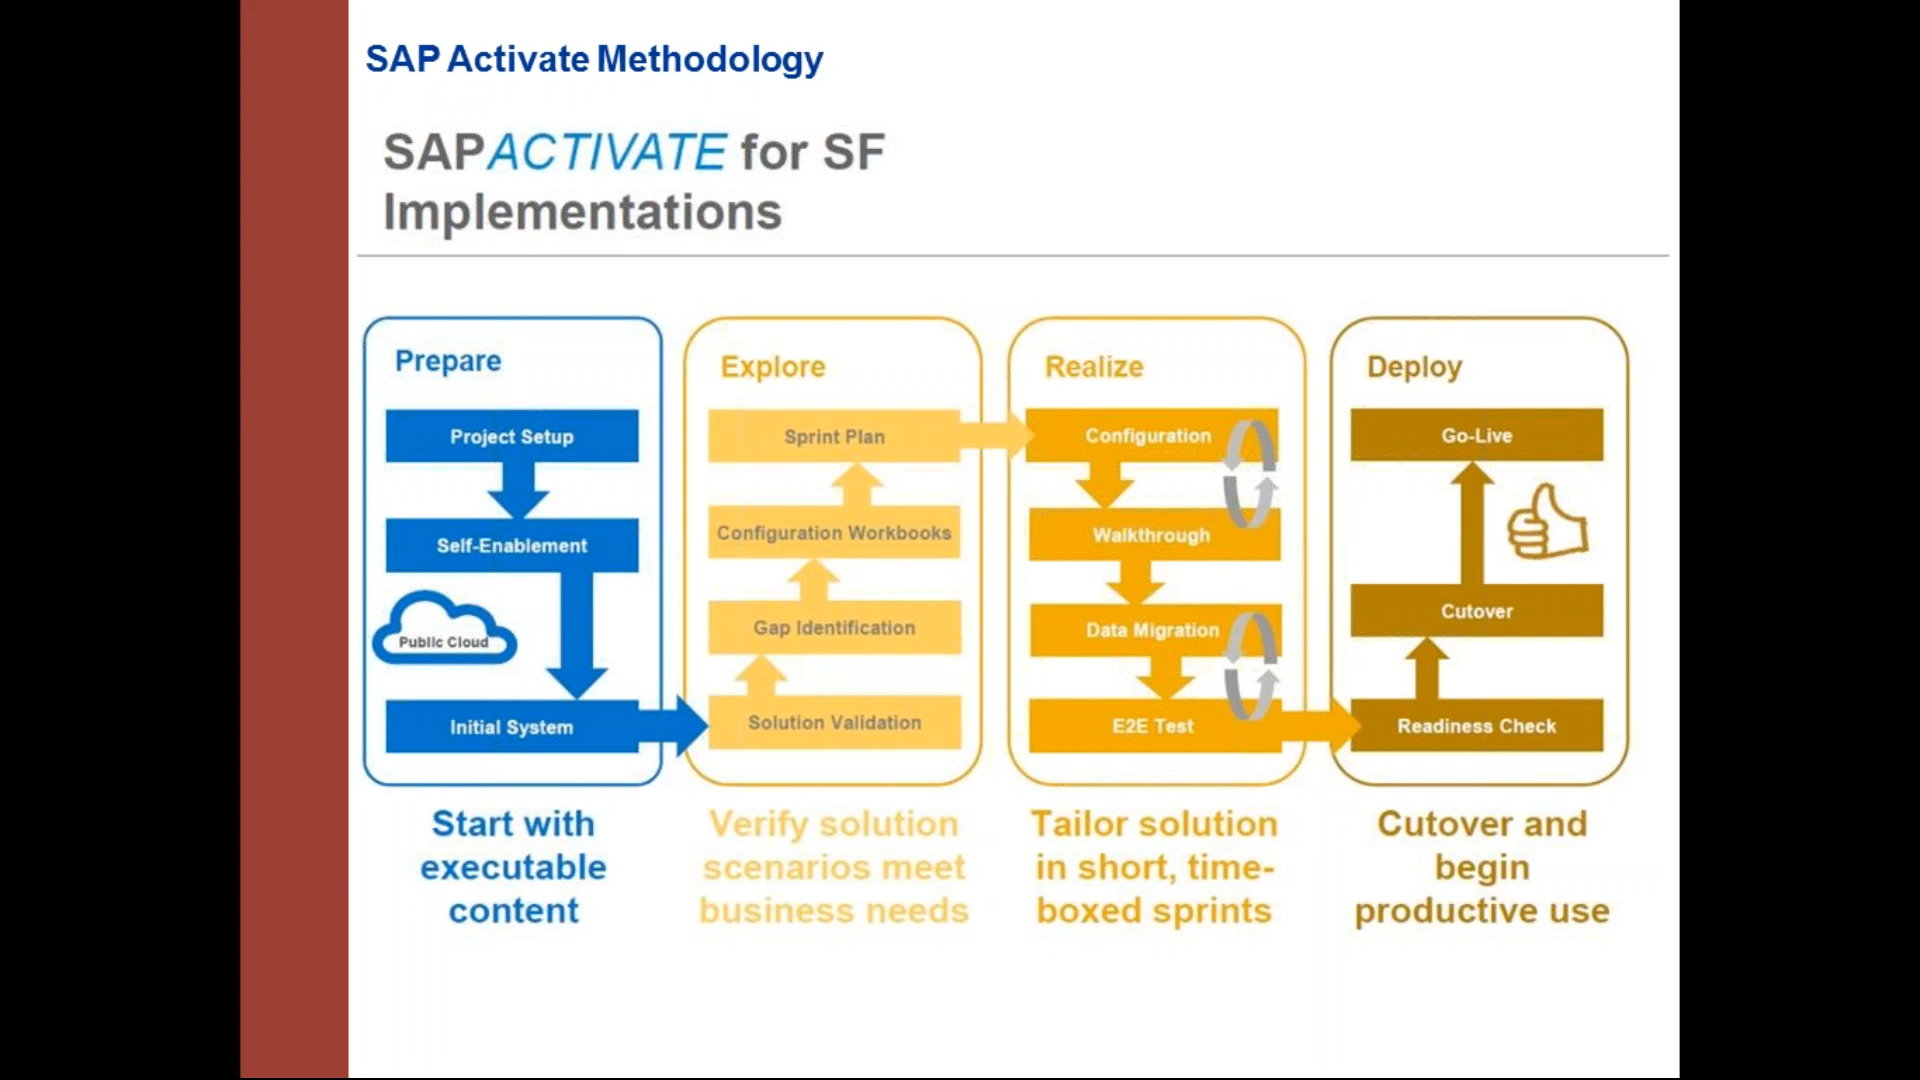 SAP Activate Methodology
SAP ACTIVATE for SF
Implementations
Prepare
Project Setup
Self-Enablement
Public Cloud
Initial System
Start with
executable
content
Explore
Sprint Plan
Configuration Workbooks
Gap Identification
Solution Validation
Verify solution
scenarios meet
business needs
Realize
Configuration
Walkthrough
Data Migration
E2E Test
Tailor solution
in short, time-
boxed sprints
Deploy
Go-Live
Cutover
Readiness Check
Cutover and
begin
productive use